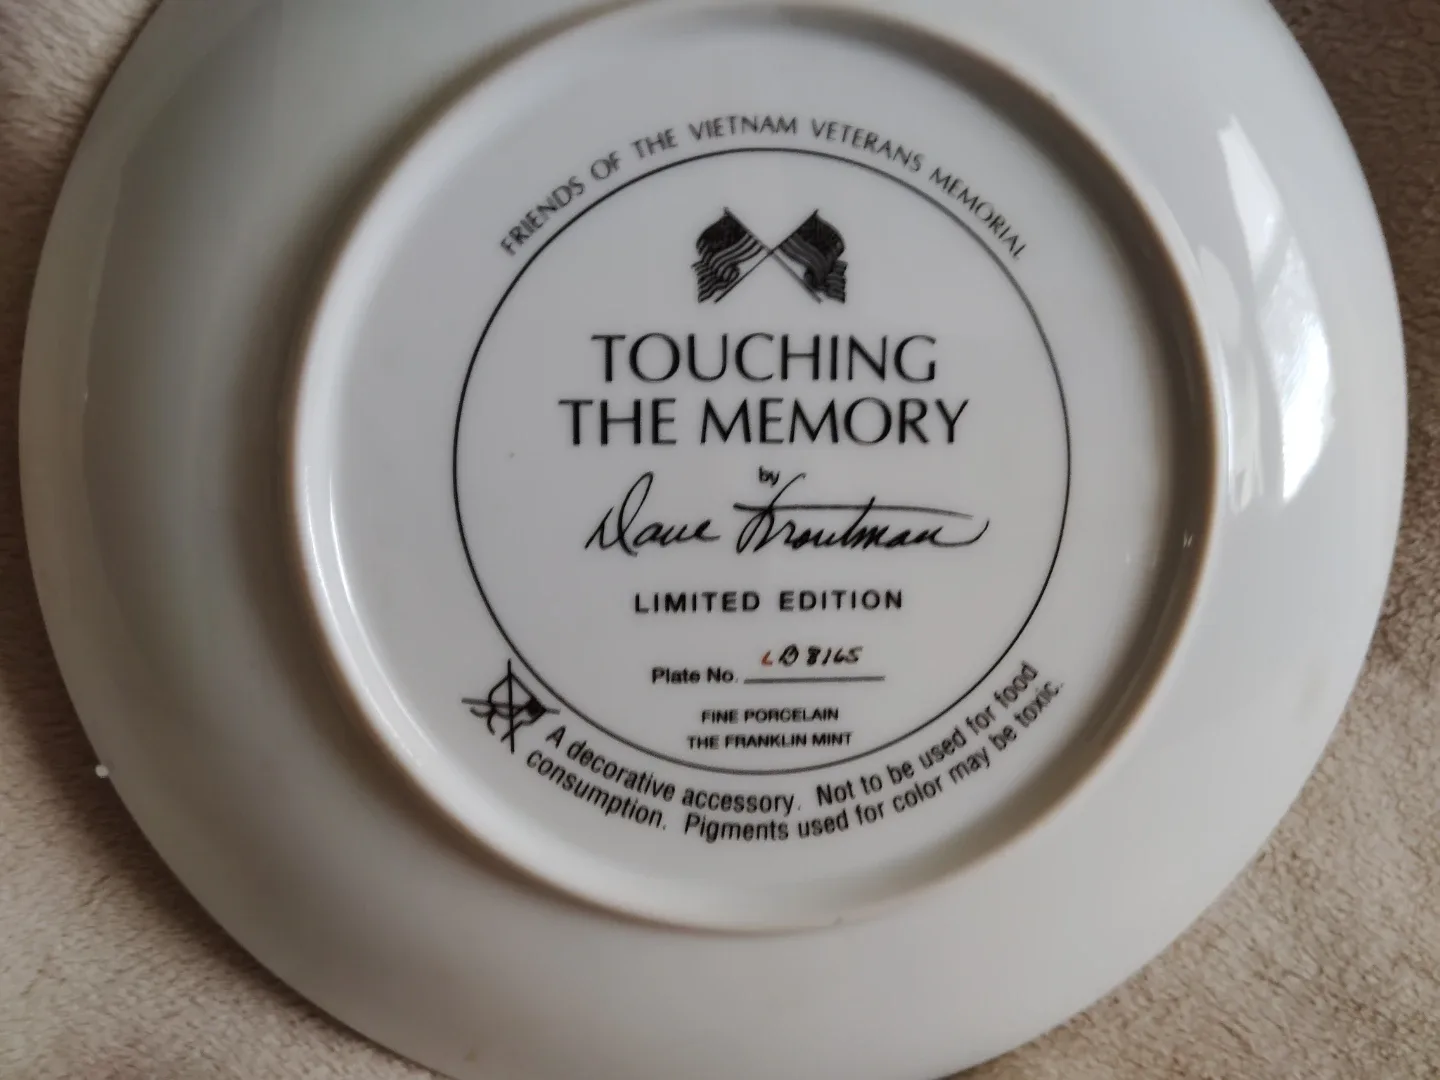 FRIENDS OF THE VIETNAM VETERANS MEMORIAL
TOUCHING
THE MEMORY
by
Dave Troutman
LIMITED EDITION
Plate No. LB8165
FINE PORCELAIN
THE FRANKLIN MINT
A decorative accessory. Not to be used for food
consumption. Pigments used for color may be toxic.